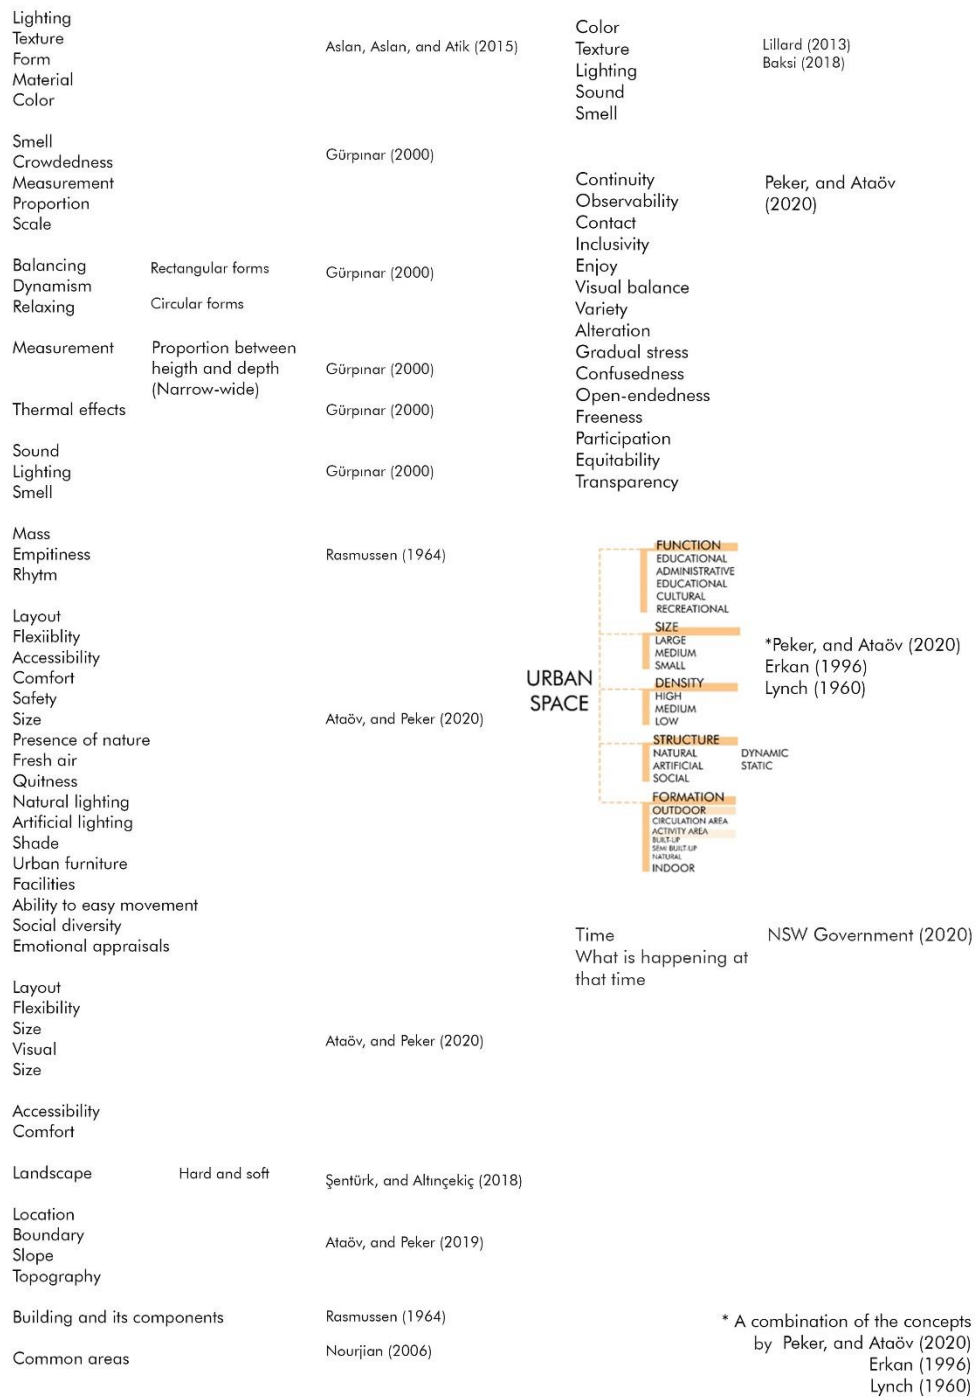 Lighting
Texture
Form
Material
Color
Aslan, Aslan, and Atik (2015)
Smell
Crowdedness
Measurement
Proportion
Scale
Gürpınar (2000)
Balancing
Dynamism
Relaxing
Rectangular forms
Circular forms
Gürpınar (2000)
Measurement
Proportion between
heigth and depth
(Narrow-wide)
Gürpınar (2000)
Thermal effects
Gürpınar (2000)
Sound
Lighting
Smell
Gürpınar (2000)
Mass
Empitiness
Rhytm
Rasmussen (1964)
Layout
Flexiiblity
Accessibility
Comfort
Safety
Size
Presence of nature
Fresh air
Quitness
Natural lighting
Artificial lighting
Shade
Urban furniture
Facilities
Ability to easy movement
Social diversity
Emotional appraisals
Ataöv, and Peker (2020)
Layout
Flexibility
Size
Visual
Size
Ataöv, and Peker (2020)
Accessibility
Comfort
Landscape
Hard and soft
Şentürk, and Altınçekiç (2018)
Location
Boundary
Slope
Topography
Ataöv, and Peker (2019)
Building and its components
Rasmussen (1964)
Common areas
Nourjian (2006)
Color
Texture
Lighting
Sound
Smell
Lillard (2013)
Baksi (2018)
Continuity
Observability
Contact
Inclusivity
Enjoy
Visual balance
Variety
Alteration
Gradual stress
Confusedness
Open-endedness
Freeness
Participation
Equitability
Transparency
Peker, and Ataöv
(2020)
URBAN
SPACE
FUNCTION
EDUCATIONAL
ADMINISTRATIVE
EDUCATIONAL
CULTURAL
RECREATIONAL
SIZE
LARGE
MEDIUM
SMALL
DENSITY
HIGH
MEDIUM
LOW
STRUCTURE
NATURAL
ARTIFICIAL
SOCIAL
DYNAMIC
STATIC
FORMATION
OUTDOOR
CIRCULATION AREA
ACTIVITY AREA
BUILT-UP
SEMI BUILT-UP
NATURAL
INDOOR
*Peker, and Ataöv (2020)
Erkan (1996)
Lynch (1960)
Time
What is happening at
that time
NSW Government (2020)
* A combination of the concepts
by Peker, and Ataöv (2020)
Erkan (1996)
Lynch (1960)